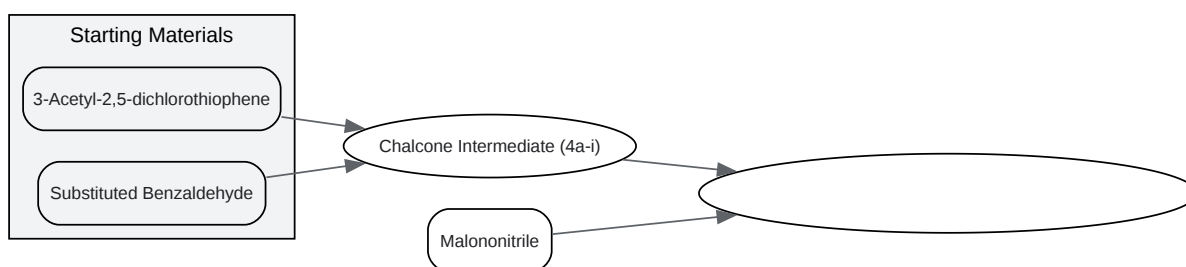 Starting Materials
3-Acetyl-2,5-dichlorothiophene
Substituted Benzaldehyde
Chalcone Intermediate (4a-i)
Malononitrile